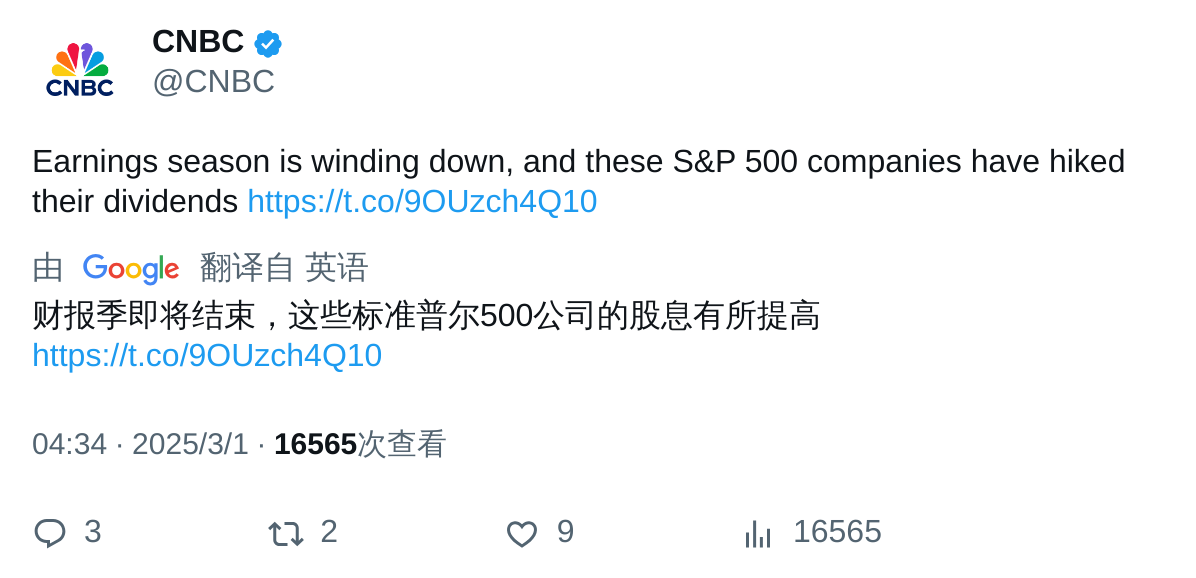 CNBC
CNBC
@CNBC
Earnings season is winding down, and these S&P 500 companies have hiked
their dividends https://t.co/9OUzch4Q10
由 Google 翻译自 英语
财报季即将结束，这些标准普尔500公司的股息有所提高
https://t.co/9OUzch4Q10
04:34 · 2025/3/1 · 16565次查看
3 2 9 16565